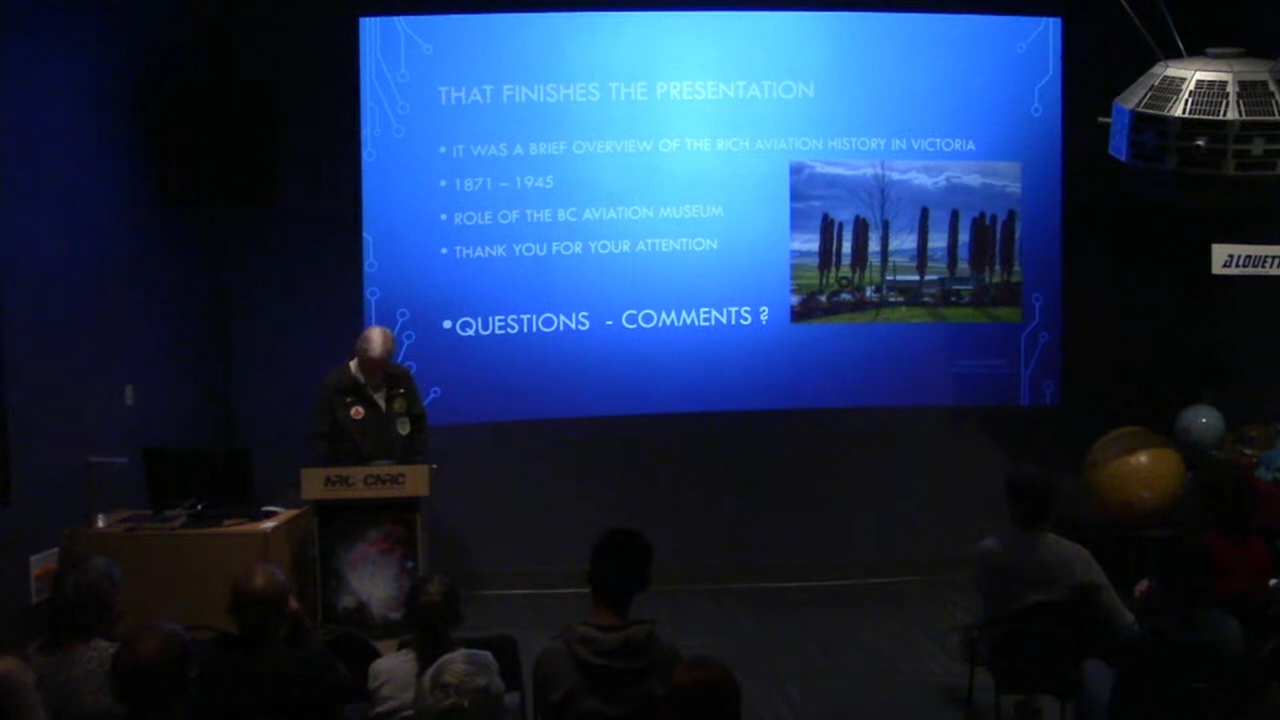 THAT FINISHES THE PRESENTATION
• IT WAS A BRIEF OVERVIEW OF THE RICH AVIATION HISTORY IN VICTORIA
• 1871 – 1945
• ROLE OF THE BC AVIATION MUSEUM
• THANK YOU FOR YOUR ATTENTION
•QUESTIONS - COMMENTS ?
ALOUETT
NRC-CNRC